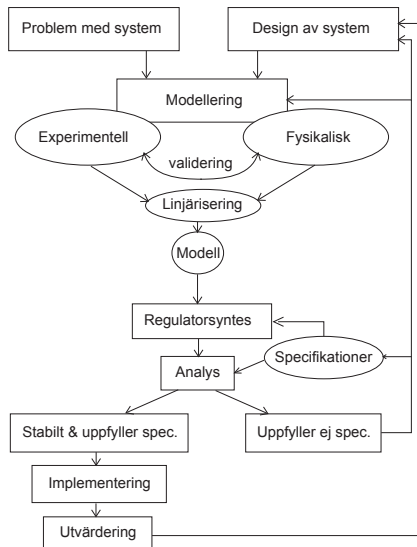 Problem med system
Design av system
Modellering
Experimentell
Fysikalisk
validering
Linjärisering
Modell
Regulatorsyntes
Specifikationer
Analys
Stabilt & uppfyller spec.
Uppfyller ej spec.
Implementering
Utvärdering